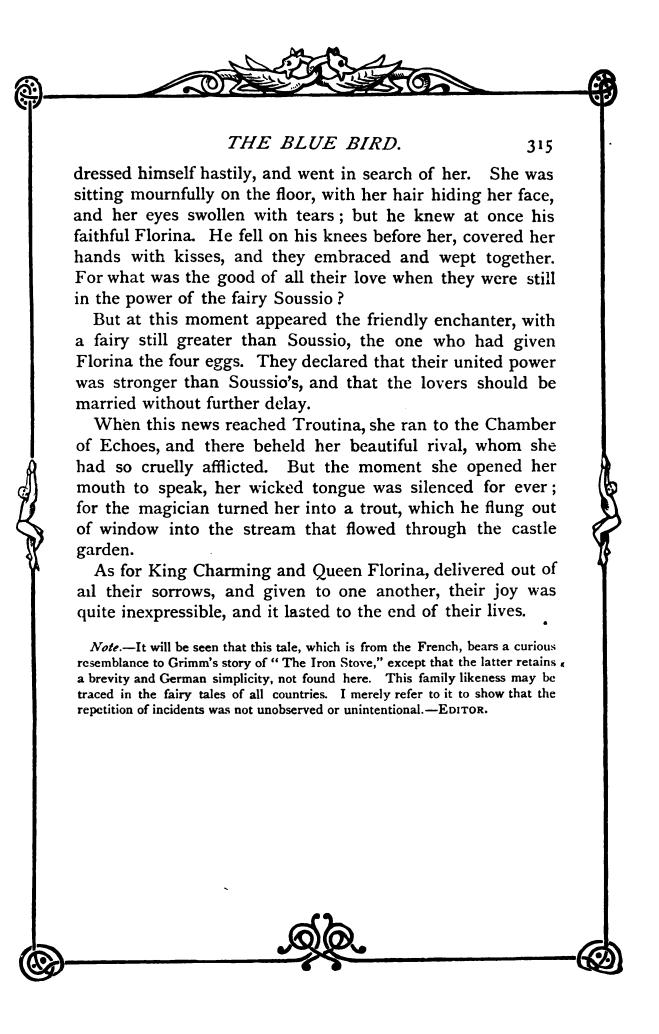 THE BLUE BIRD. 315
dressed himself hastily, and went in search of her. She was
sitting mournfully on the floor, with her hair hiding her face,
and her eyes swollen with tears; but he knew at once his
faithful Florina. He fell on his knees before her, covered her
hands with kisses, and they embraced and wept together.
For what was the good of all their love when they were still
in the power of the fairy Soussio?
But at this moment appeared the friendly enchanter, with
a fairy still greater than Soussio, the one who had given
Florina the four eggs. They declared that their united power
was stronger than Soussio's, and that the lovers should be
married without further delay.
When this news reached Troutina, she ran to the Chamber
of Echoes, and there beheld her beautiful rival, whom she
had so cruelly afflicted. But the moment she opened her
mouth to speak, her wicked tongue was silenced for ever;
for the magician turned her into a trout, which he flung out
of window into the stream that flowed through the castle
garden.
As for King Charming and Queen Florina, delivered out of
all their sorrows, and given to one another, their joy was
quite inexpressible, and it lasted to the end of their lives.
Note.—It will be seen that this tale, which is from the French, bears a curious
resemblance to Grimm's story of "The Iron Stove," except that the latter retains
a brevity and German simplicity, not found here. This family likeness may be
traced in the fairy tales of all countries. I merely refer to it to show that the
repetition of incidents was not unobserved or unintentional.—EDITOR.